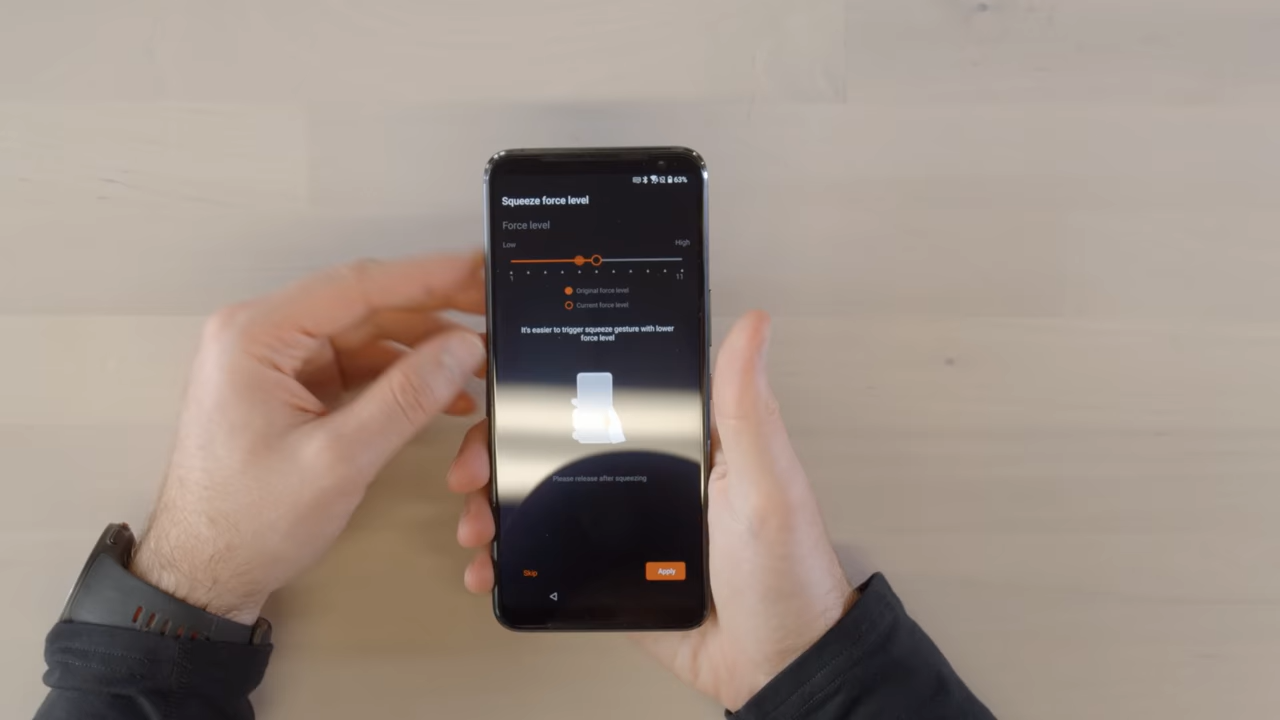 63%
Squeeze force level
Force level
Low High
1 11
Original force level
Current force level
It's easier to trigger squeeze gesture with lower
force level
Please release after squeezing
Skip Apply